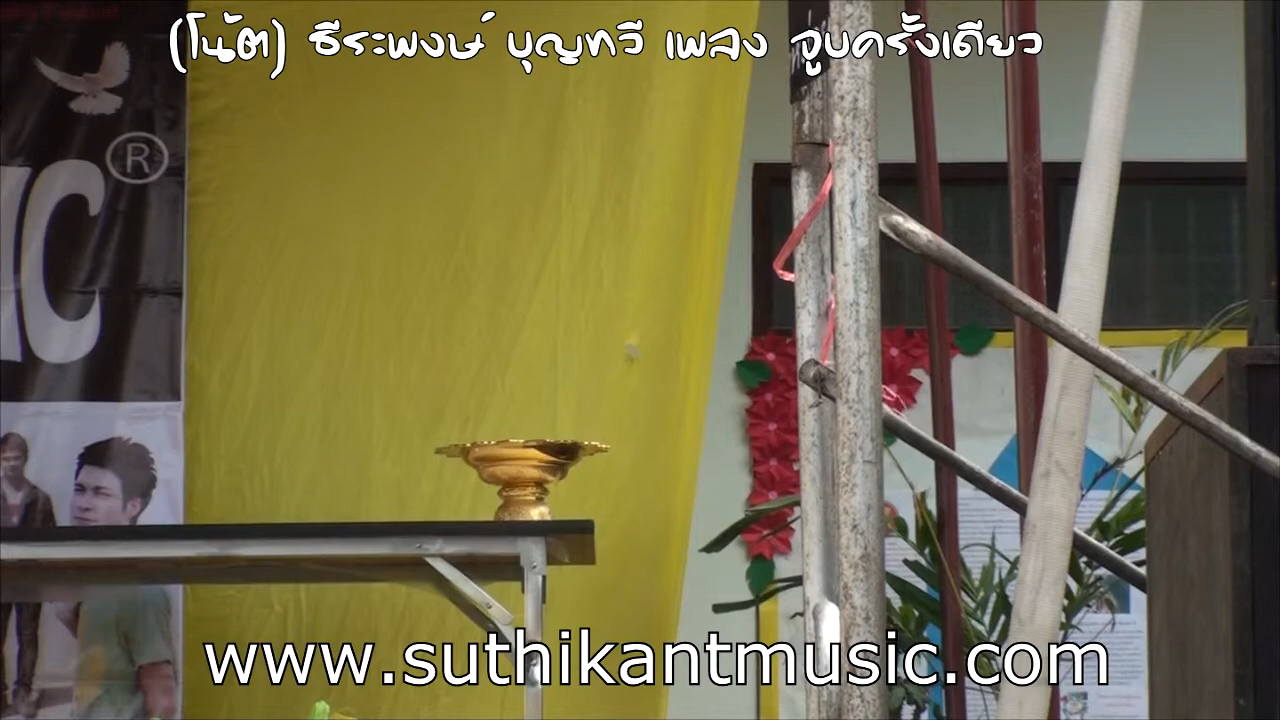 (โน้ต) ธีระพงษ์ บุญทวี เพลง จูบครั้งเดียว
®
IC
www.suthikantmusic.com